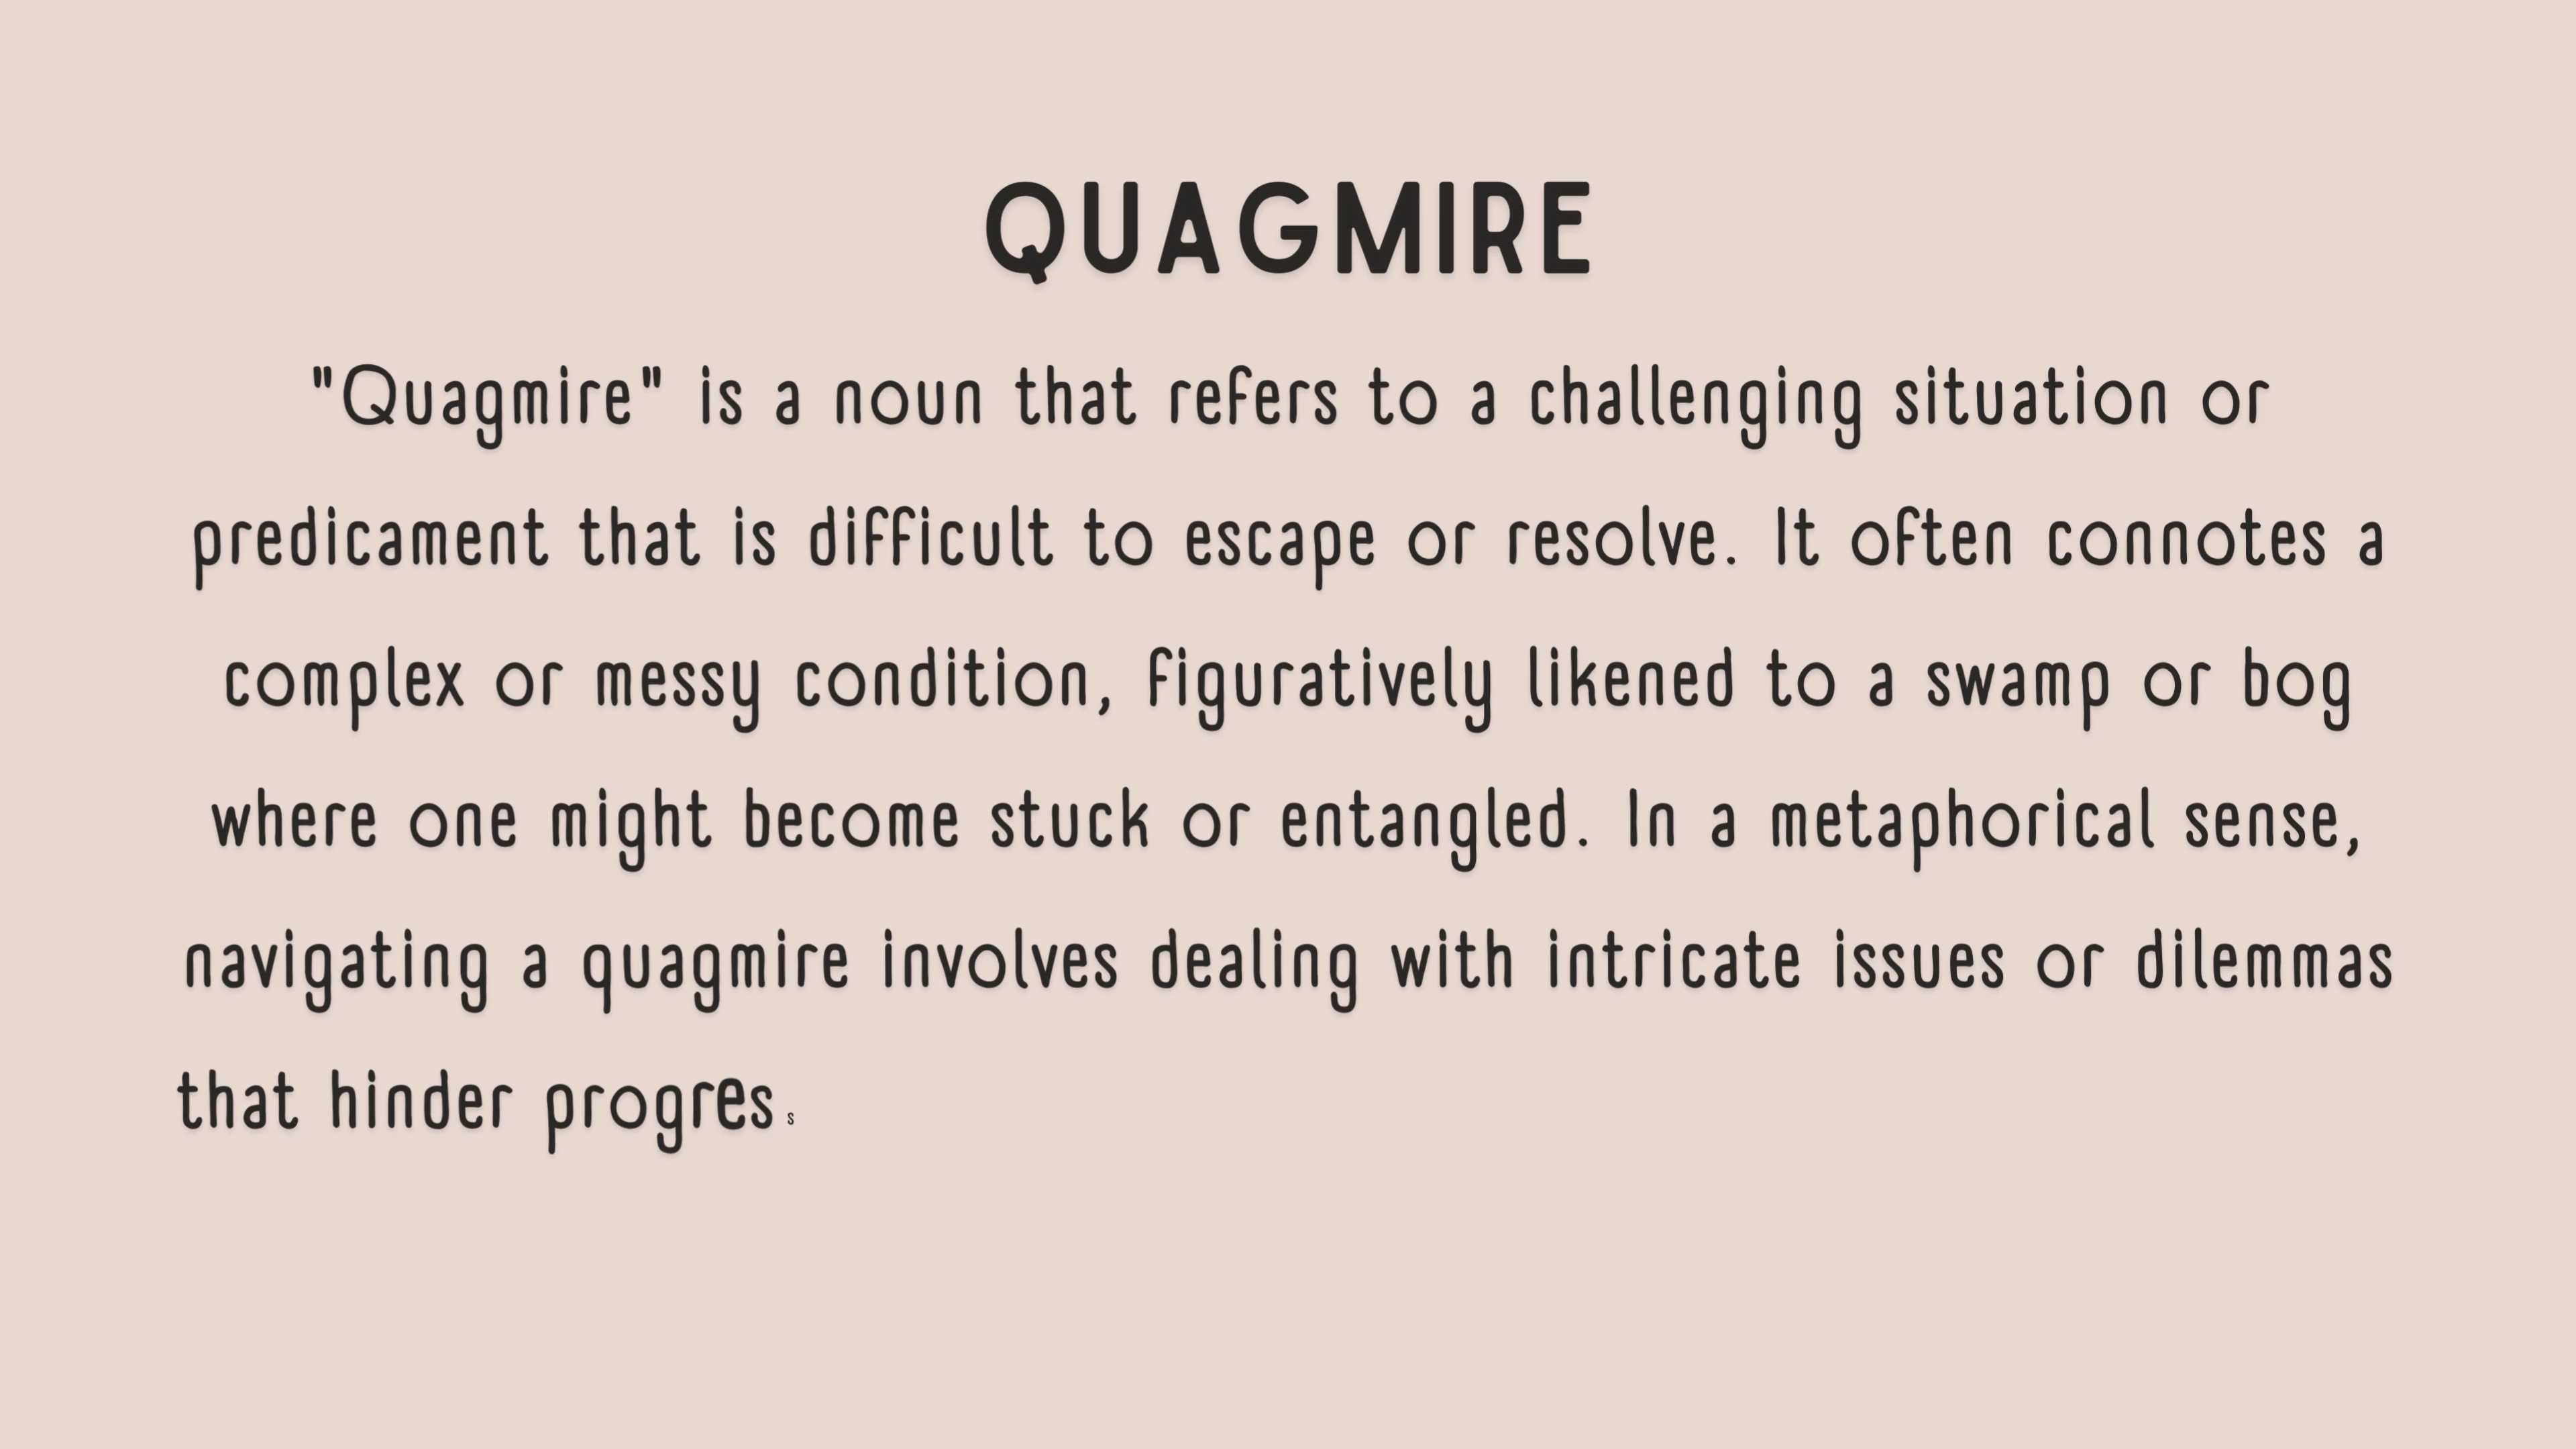 QUAGMIRE
"Quagmire" is a noun that refers to a challenging situation or
predicament that is difficult to escape or resolve. It often connotes a
complex or messy condition, figuratively likened to a swamp or bog
where one might become stuck or entangled. In a metaphorical sense,
navigating a quagmire involves dealing with intricate issues or dilemmas
that hinder progress